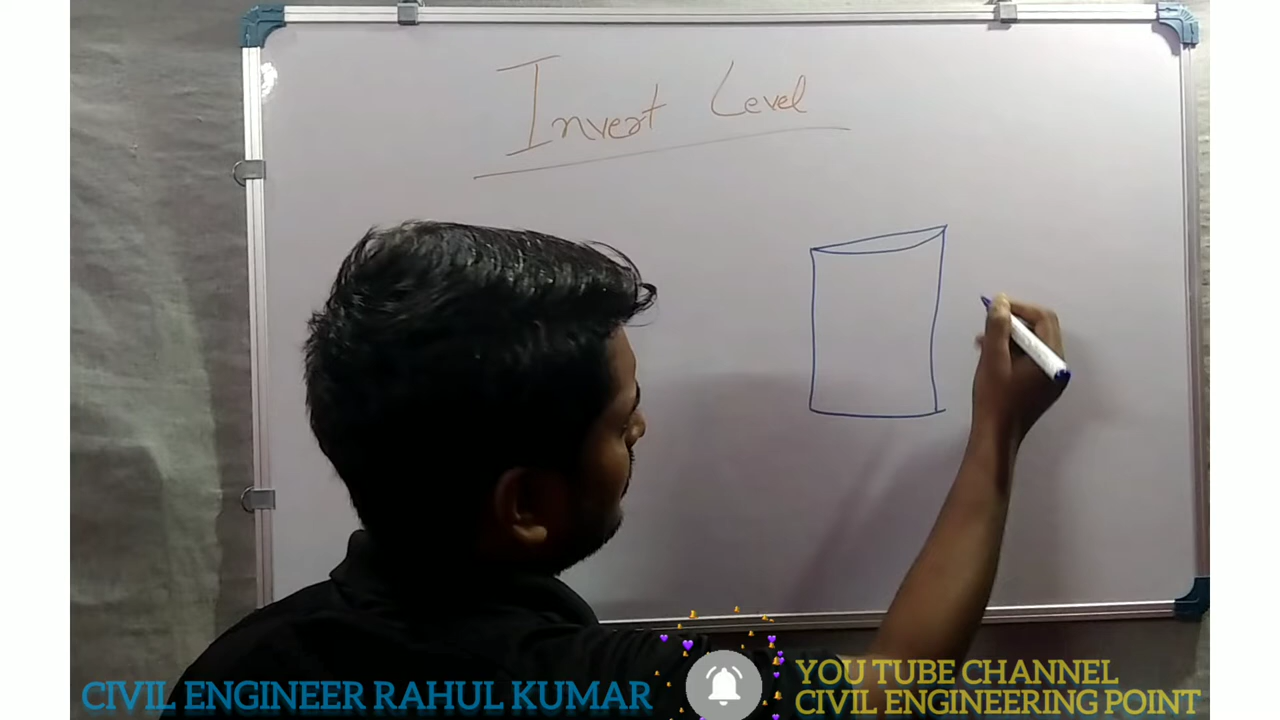 Invert Level
CIVIL ENGINEER RAHUL KUMAR
YOU TUBE CHANNEL
CIVIL ENGINEERING POINT